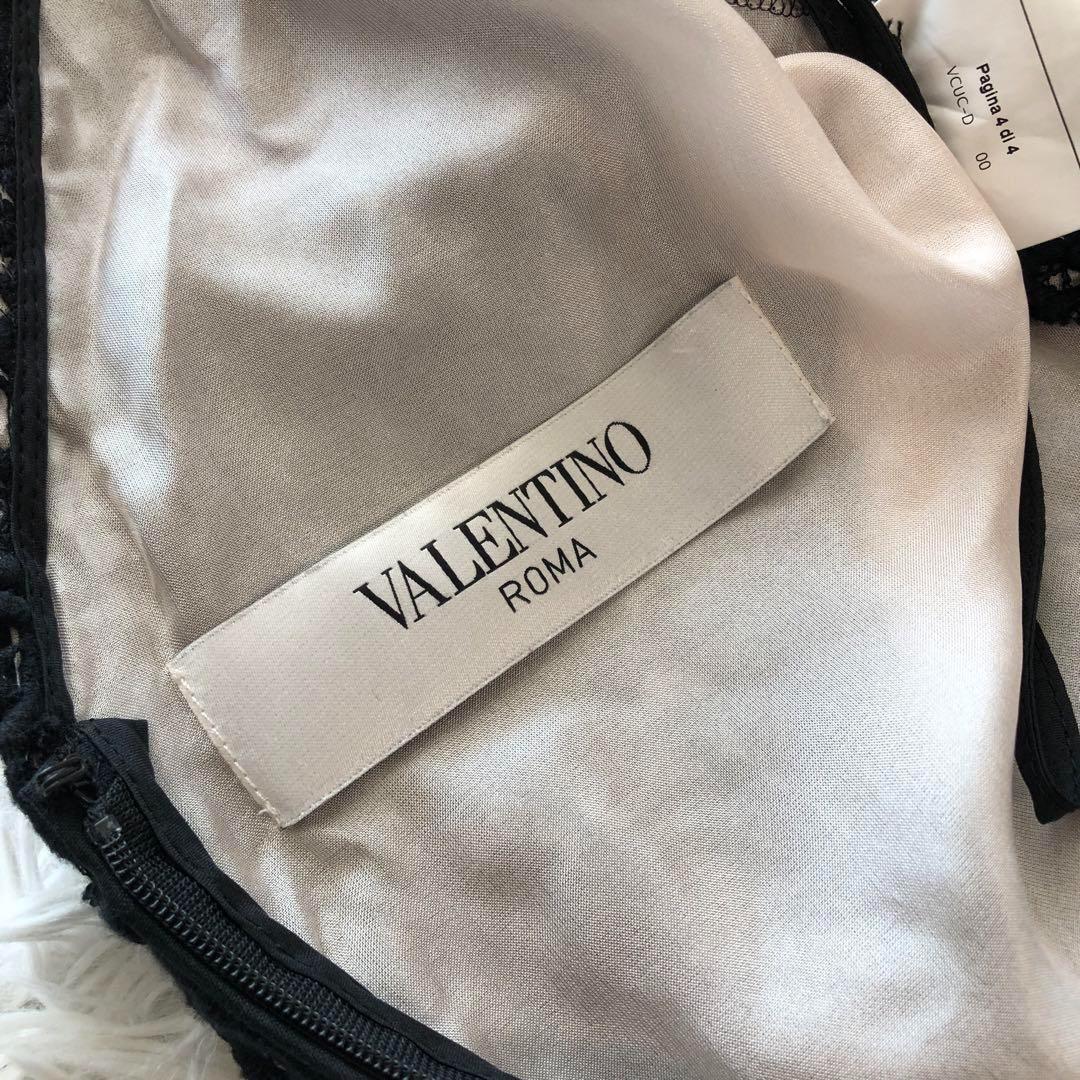 VALENTINO
ROMA
Pagina 4 di 4
VCUC-D 00